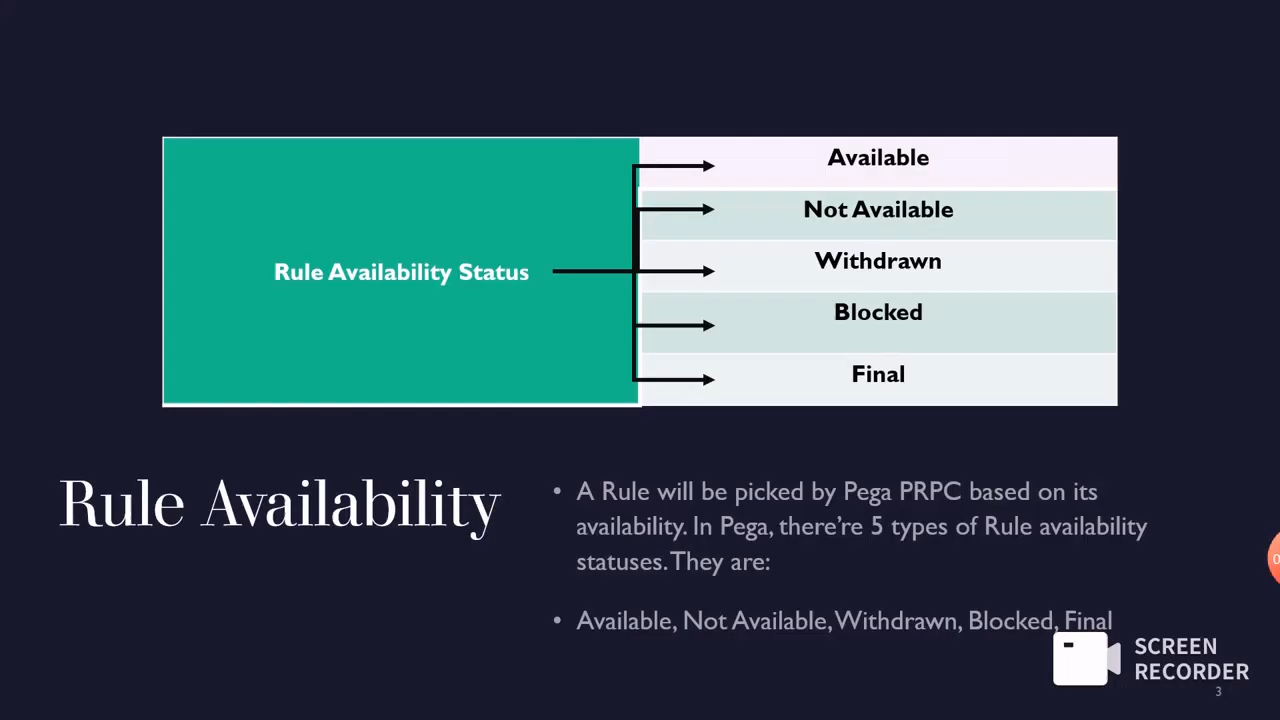 Available
Not Available
Rule Availability Status
Withdrawn
Blocked
Final
Rule Availability
• A Rule will be picked by Pega PRPC based on its
availability. In Pega, there're 5 types of Rule availability
statuses. They are:
• Available, Not Available, Withdrawn, Blocked, Final
SCREEN
RECORDER
3
0